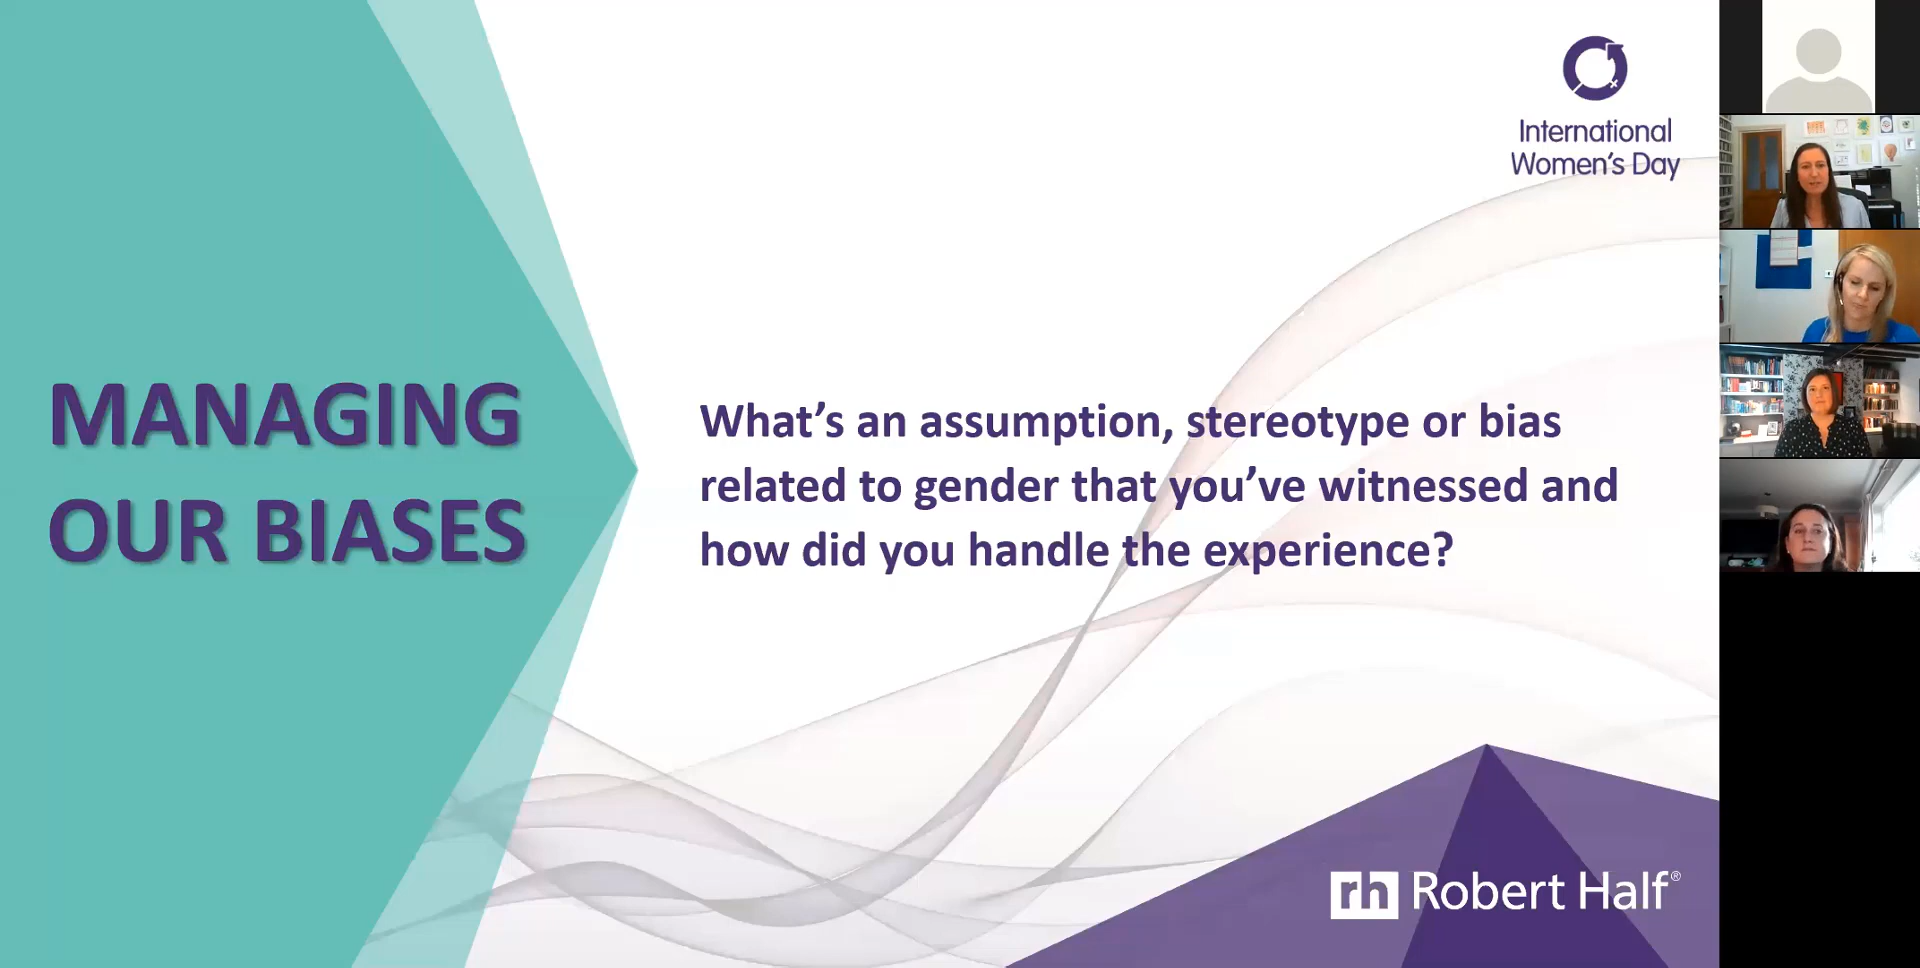 International
Women's Day
MANAGING
OUR BIASES
What's an assumption, stereotype or bias
related to gender that you've witnessed and
how did you handle the experience?
rh Robert Half®